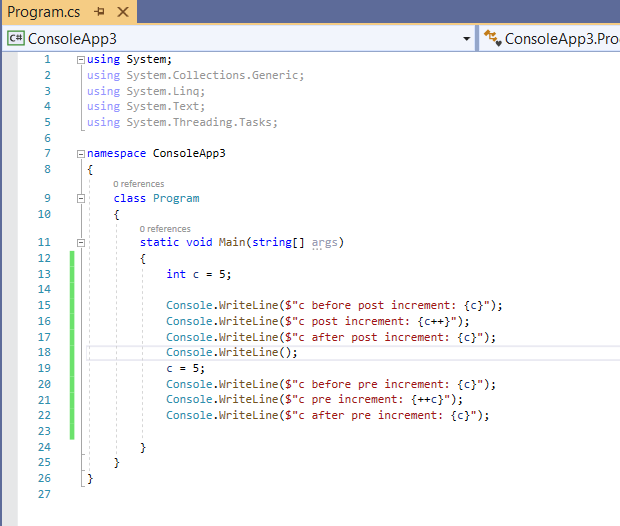 Program.cs
C# ConsoleApp3 ConsoleApp3.Pro
1 using System;
2 using System.Collections.Generic;
3 using System.Linq;
4 using System.Text;
5 using System.Threading.Tasks;
6
7 namespace ConsoleApp3
8 {
0 references
9 class Program
10 {
0 references
11 static void Main(string[] args)
12 {
13 int c = 5;
14
15 Console.WriteLine($"c before post increment: {c}");
16 Console.WriteLine($"c post increment: {c++}");
17 Console.WriteLine($"c after post increment: {c}");
18 Console.WriteLine();
19 c = 5;
20 Console.WriteLine($"c before pre increment: {c}");
21 Console.WriteLine($"c pre increment: {++c}");
22 Console.WriteLine($"c after pre increment: {c}");
23
24 }
25 }
26 }
27